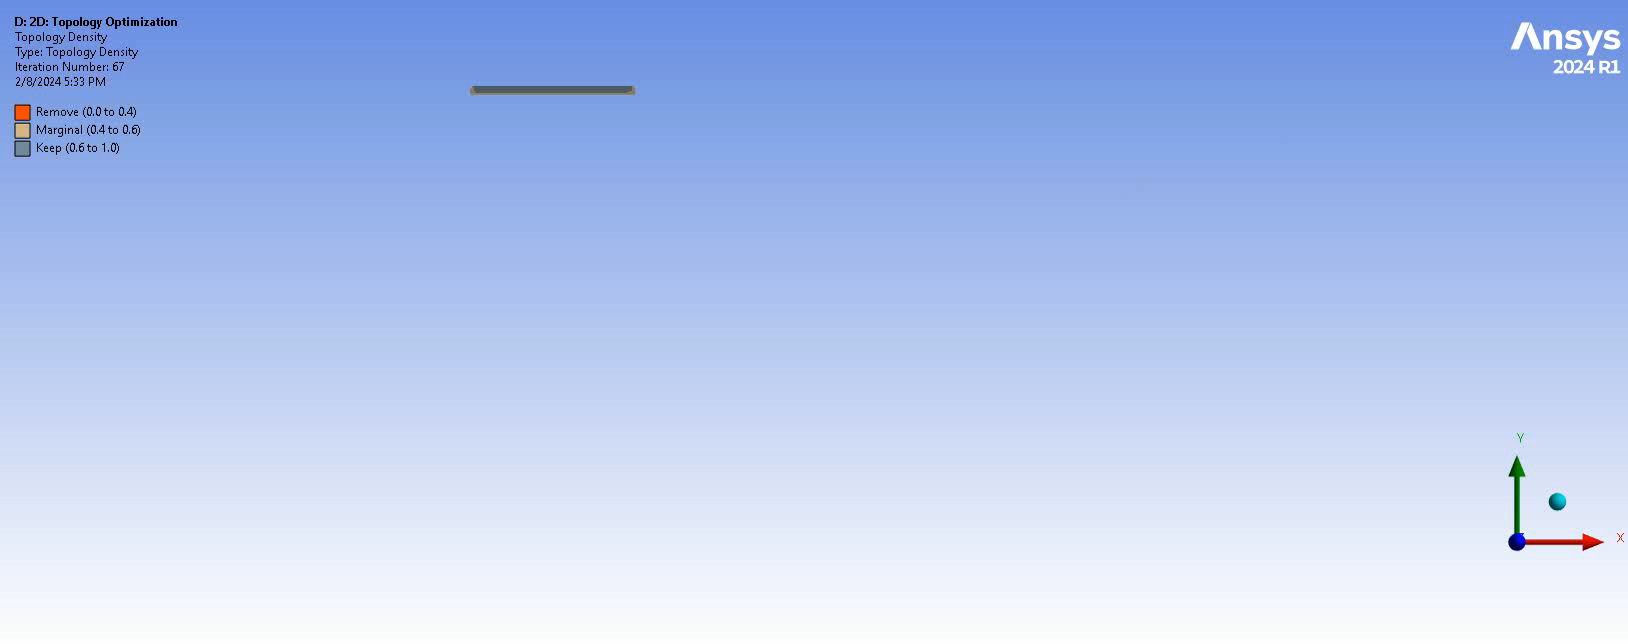 D: 2D: Topology Optimization
Topology Density
Type: Topology Density
Iteration Number: 67
2/8/2024 5:33 PM
Remove (0.0 to 0.4)
Marginal (0.4 to 0.6)
Keep (0.6 to 1.0)
Ansys
2024 R1
Y
X